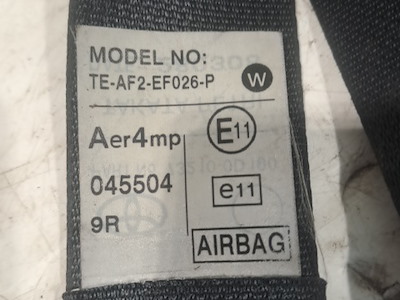 MODEL NO:
TE-AF2-EF026-P W
Aer4mp E11
045504 e11
9R
AIRBAG